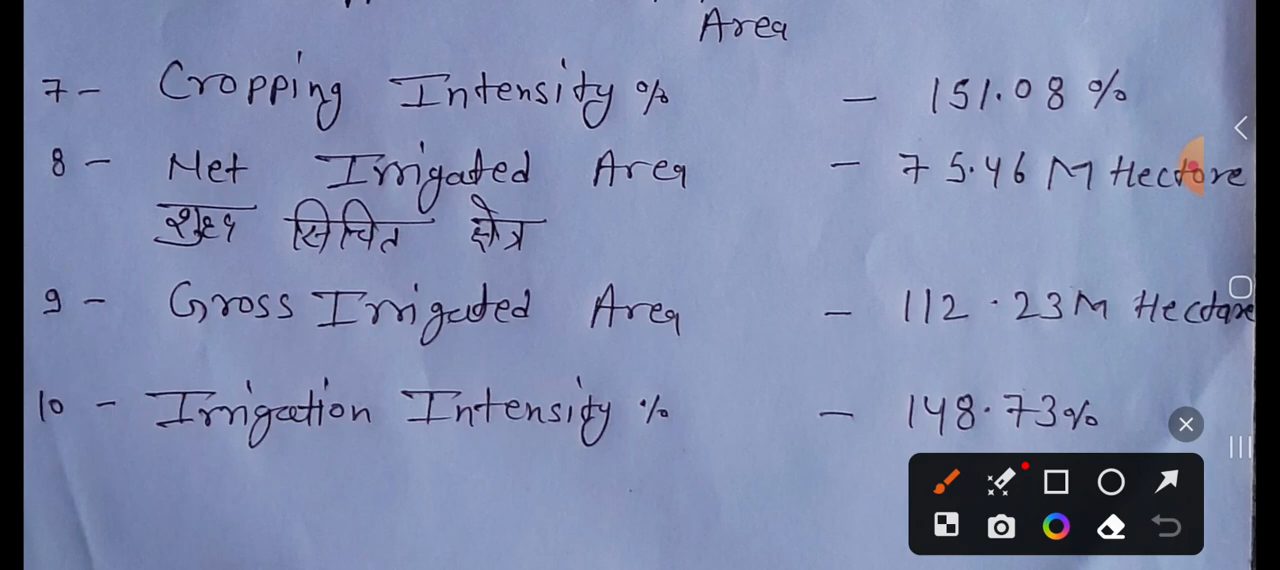 Area
7- Cropping Intensity % - 151.08 %
8- Net Irrigated Area - 75.46 M Hectore
शुद्ध सिचित क्षेत्र
9- Gross Irrigated Area - 112.23 M Hectare
10- Irrigation Intensity % - 148.73%